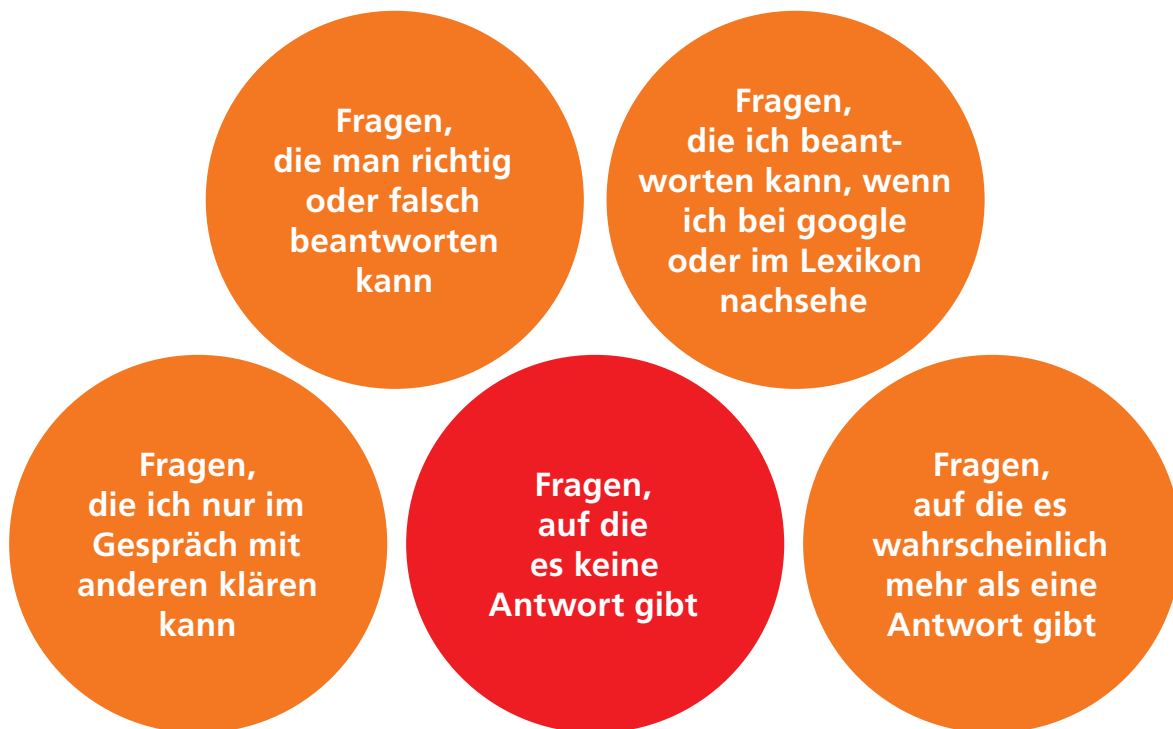 Fragen,
die man richtig
oder falsch
beantworten
kann
Fragen,
die ich beant-
worten kann, wenn
ich bei google
oder im Lexikon
nachsehe
Fragen,
die ich nur im
Gespräch mit
anderen klären
kann
Fragen,
auf die
es keine
Antwort gibt
Fragen,
auf die es
wahrscheinlich
mehr als eine
Antwort gibt